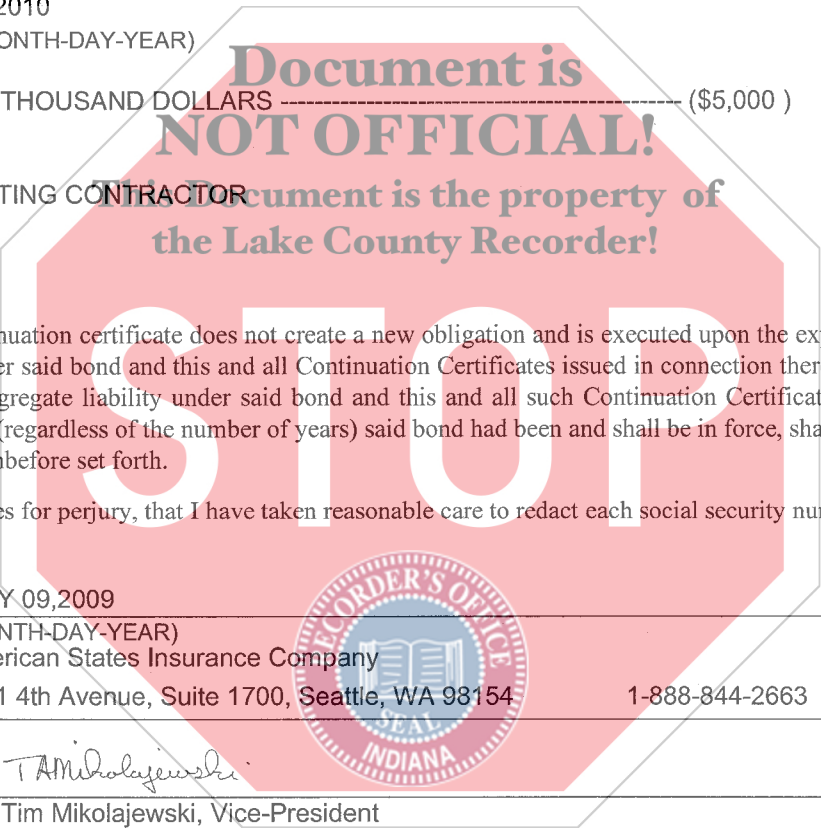 2010
ONTH-DAY-YEAR)
Document is
THOUSAND DOLLARS ------------------------------------------------ ($5,000 )
NOT OFFICIAL!
TING CONTRACTOR
This Document is the property of
the Lake County Recorder!
STOP
nuation certificate does not create a new obligation and is executed upon the ex
er said bond and this and all Continuation Certificates issued in connection ther
gregate liability under said bond and this and all such Continuation Certificat
(regardless of the number of years) said bond had been and shall be in force, sha
nbefore set forth.
es for perjury, that I have taken reasonable care to redact each social security nu
Y 09,2009
NTH-DAY-YEAR)
erican States Insurance Company
1 4th Avenue, Suite 1700, Seattle, WA 98154 1-888-844-2663
RECORDER'S OFFICE
SEAL
INDIANA
TAMikolajewski
Tim Mikolajewski, Vice-President